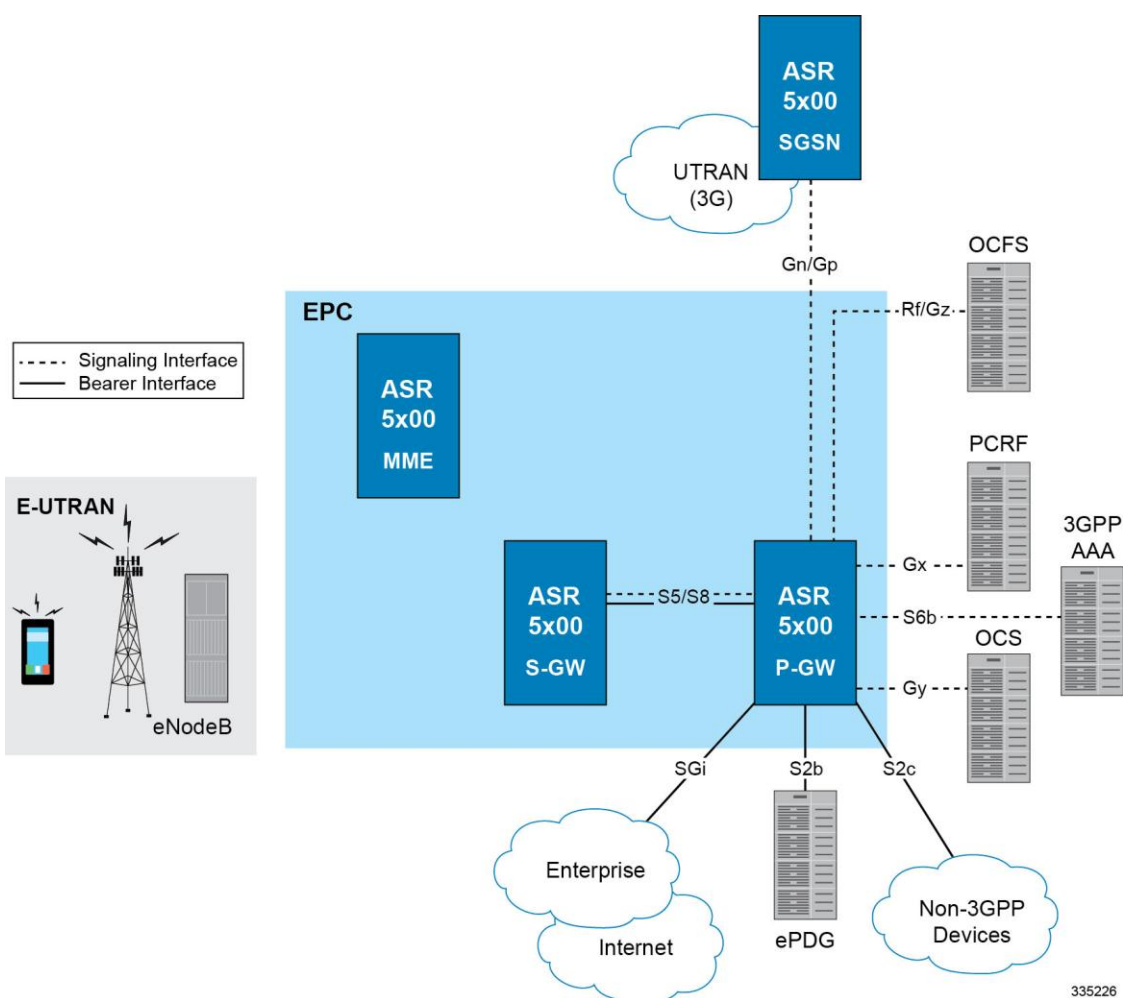 ASR
5x00
SGSN
UTRAN
(3G)
Gn/Gp
OCFS
Rf/Gz
EPC
Signaling Interface
Bearer Interface
ASR
5x00
MME
E-UTRAN
eNodeB
PCRF
3GPP
AAA
Gx
S6b
OCS
Gy
ASR
5x00
S-GW
S5/S8
ASR
5x00
P-GW
SGi
S2b
S2c
Enterprise
Internet
ePDG
Non-3GPP
Devices
335226